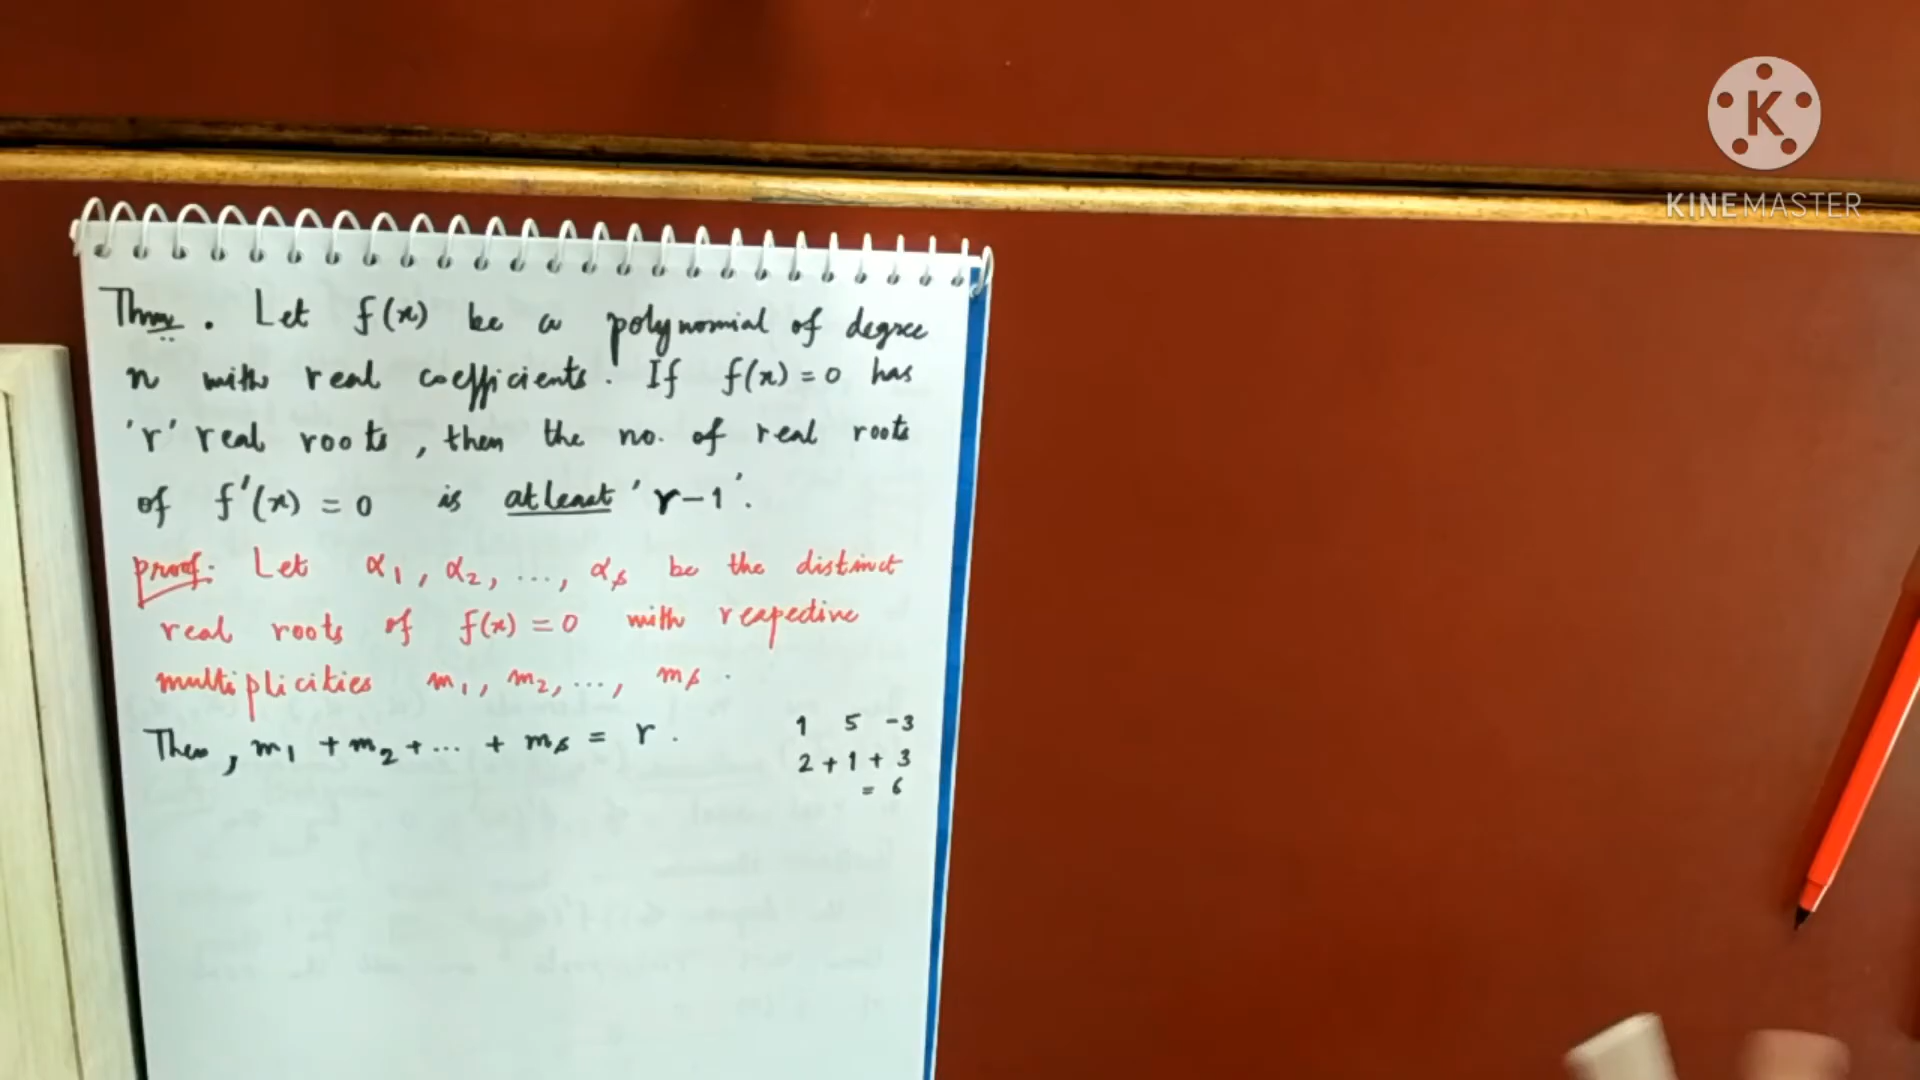 K
KINEMASTER
Thm. Let f(x) be a polynomial of degree
n with real coefficients. If f(x) = 0 has
'r' real roots, then the no. of real roots
of f'(x) = 0 is atleast 'r-1'.
proof: Let α₁, α₂, ..., αₛ be the distinct
real roots of f(x) = 0 with respective
multiplicities m₁, m₂, ..., mₛ.
Then, m₁ + m₂ + ... + mₛ = r.
1 5 -3
2 + 1 + 3
= 6